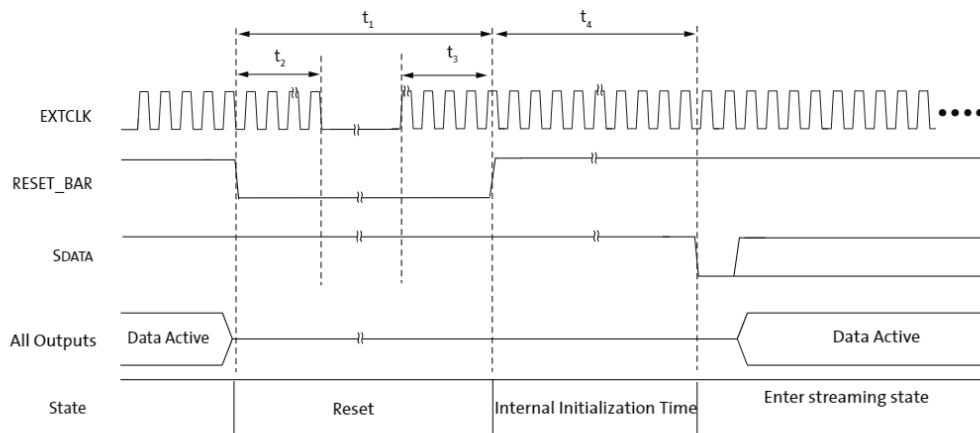 t₁
t₄
t₂
t₃
EXTCLK
RESET_BAR
SDATA
All Outputs
Data Active
Data Active
State
Reset
Internal Initialization Time
Enter streaming state